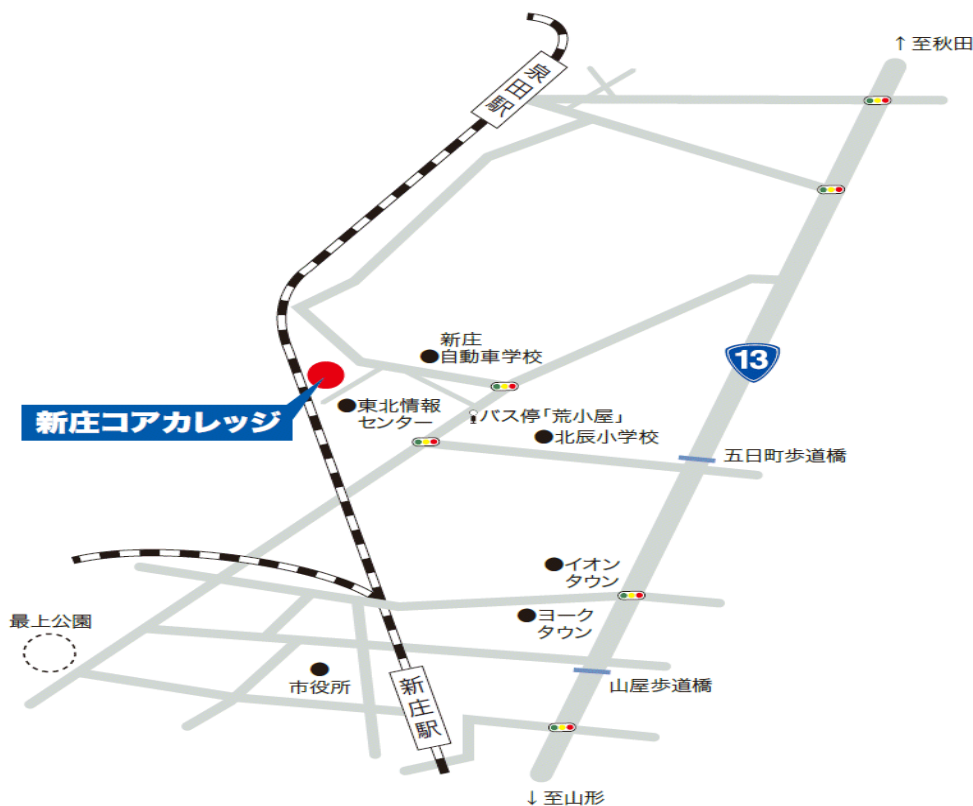 ↑至秋田
泉田駅
新庄
自動車学校
13
新庄コアカレッジ
東北情報
センター
バス停「荒小屋」
北辰小学校
五日町歩道橋
イオン
タウン
最上公園
ヨーク
タウン
市役所
新庄駅
山屋歩道橋
↓至山形